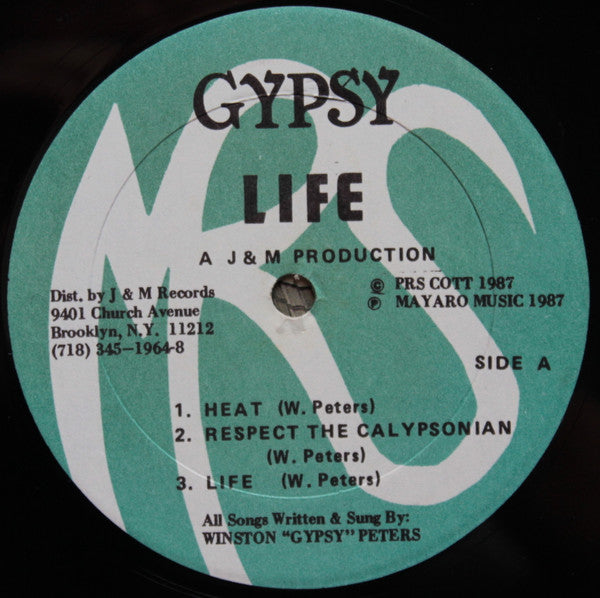 GYPSY
LIFE
A J & M PRODUCTION
Dist. by J & M Records
9401 Church Avenue
Brooklyn, N.Y. 11212
(718) 345-1964-8
© PRS COTT 1987
℗ MAYARO MUSIC 1987
SIDE A
1. HEAT (W. Peters)
2. RESPECT THE CALYPSONIAN
(W. Peters)
3. LIFE (W. Peters)
All Songs Written & Sung By:
WINSTON "GYPSY" PETERS